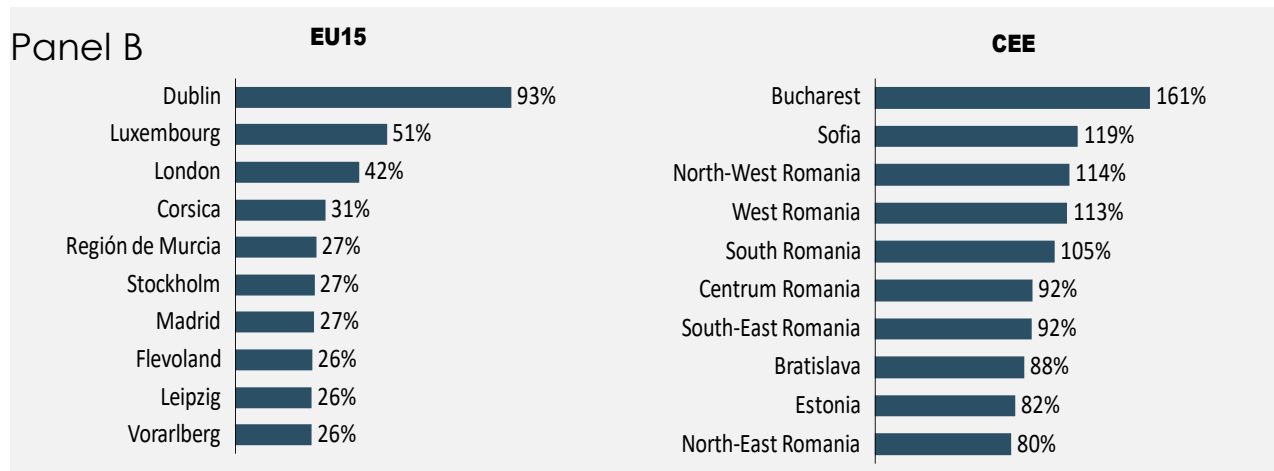 Panel B
EU15
Dublin 93%
Luxembourg 51%
London 42%
Corsica 31%
Región de Murcia 27%
Stockholm 27%
Madrid 27%
Flevoland 26%
Leipzig 26%
Vorarlberg 26%
CEE
Bucharest 161%
Sofia 119%
North-West Romania 114%
West Romania 113%
South Romania 105%
Centrum Romania 92%
South-East Romania 92%
Bratislava 88%
Estonia 82%
North-East Romania 80%